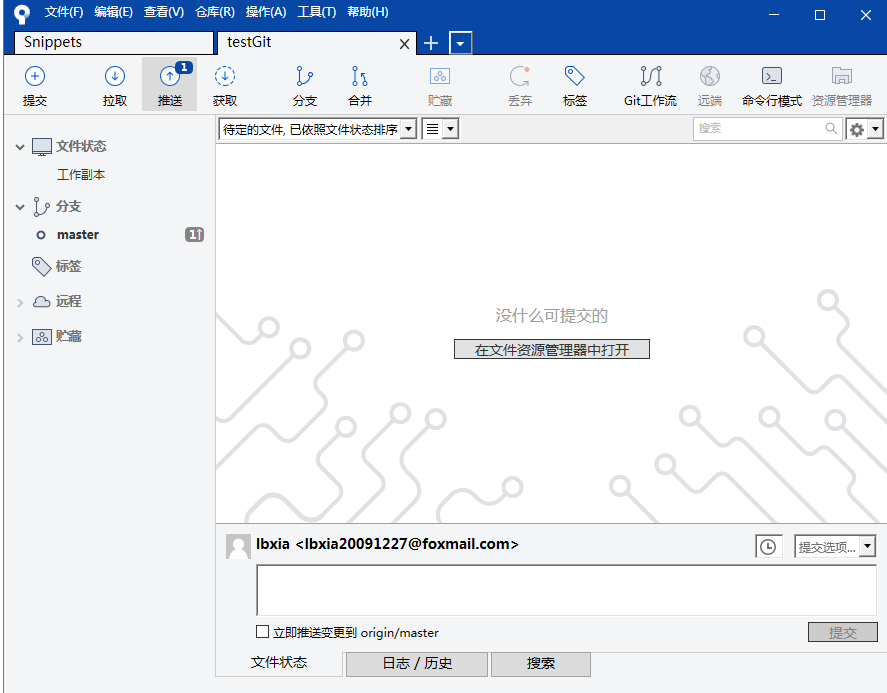 文件(F) 编辑(E) 查看(V) 仓库(R) 操作(A) 工具(T) 帮助(H)
Snippets testGit
1
提交 拉取 推送 获取 分支 合并 贮藏 丢弃 标签 Git工作流 远端 命令行模式 资源管理器
待定的文件, 已依照文件状态排序 搜索
文件状态
工作副本
分支
master 1↑
标签
远程
贮藏
没什么可提交的
在文件资源管理器中打开
lbxia <lbxia20091227@foxmail.com> 提交选项...
立即推送变更到 origin/master 提交
文件状态 日志 / 历史 搜索